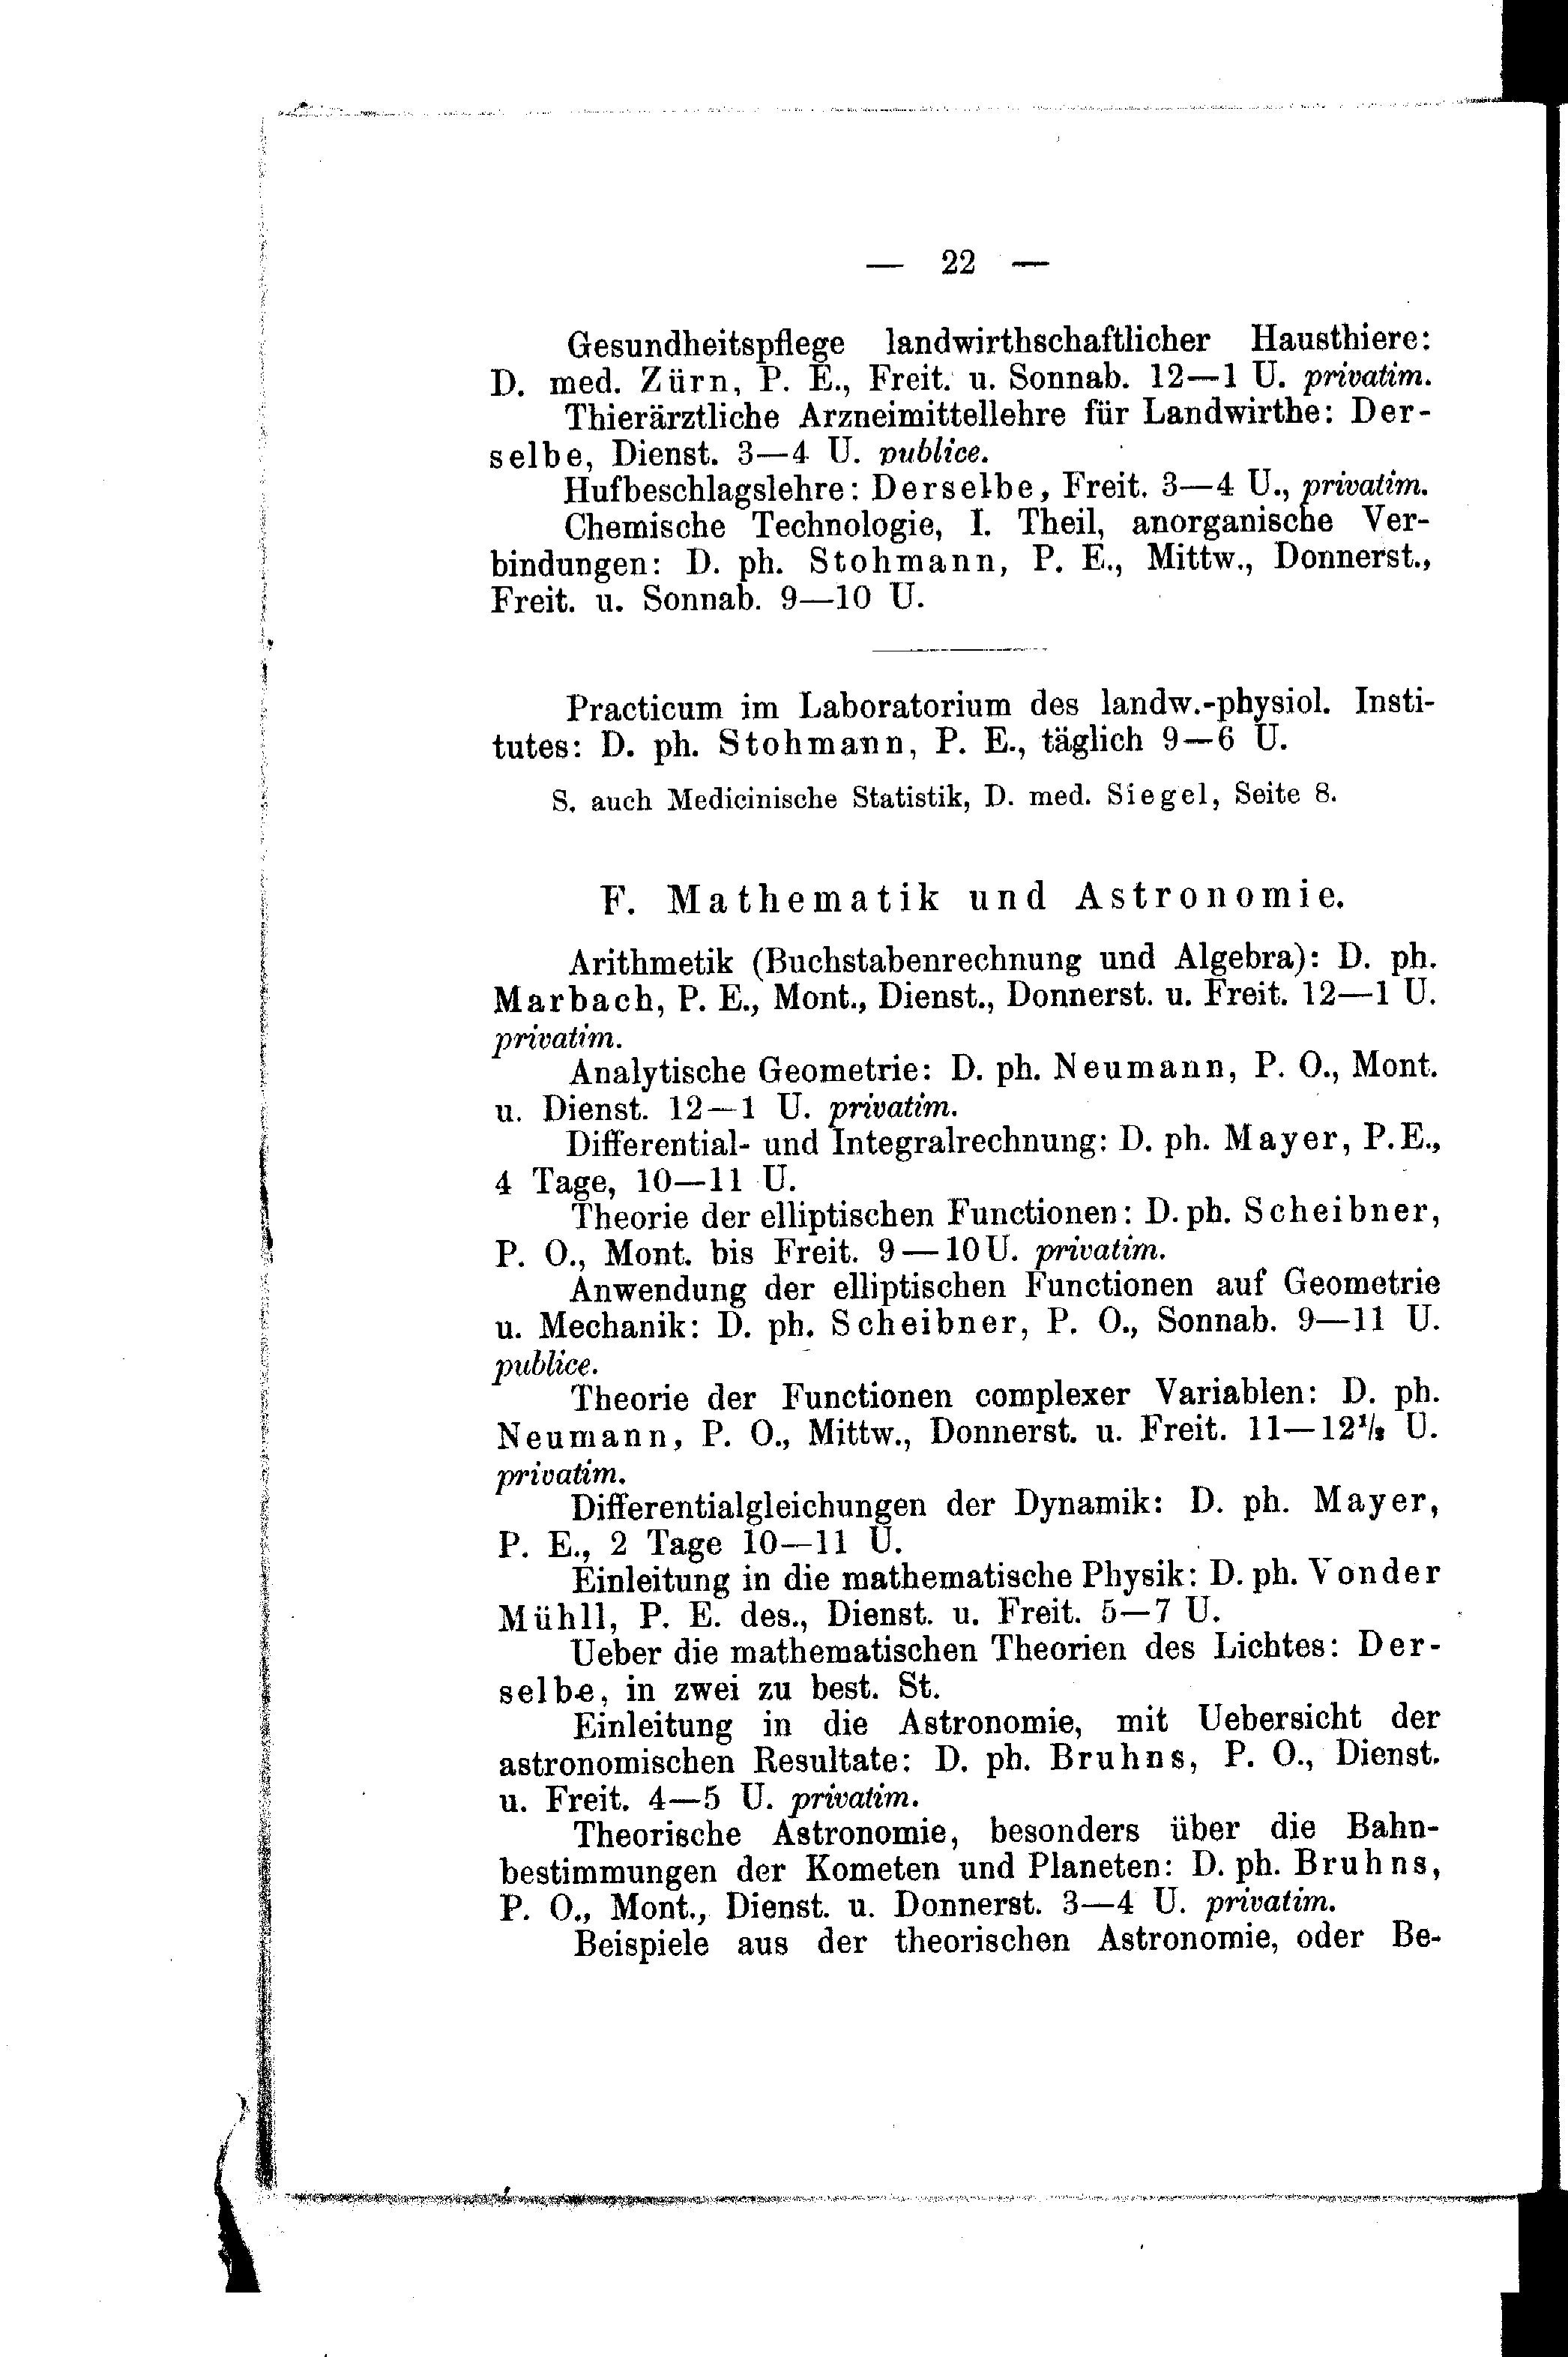 — 22 —
Gesundheitspflege landwirthschaftlicher Hausthiere:
D. med. Zürn, P. E., Freit. u. Sonnab. 12—1 U. privatim.
Thierärztliche Arzneimittellehre für Landwirthe: Der-
selbe, Dienst. 3—4 U. publice.
Hufbeschlagslehre: Derselbe, Freit. 3—4 U., privatim.
Chemische Technologie, I. Theil, anorganische Ver-
bindungen: D. ph. Stohmann, P. E., Mittw., Donnerst.,
Freit. u. Sonnab. 9—10 U.
Practicum im Laboratorium des landw.-physiol. Insti-
tutes: D. ph. Stohmann, P. E., täglich 9—6 U.
S. auch Medicinische Statistik, D. med. Siegel, Seite 8.
F. Mathematik und Astronomie.
Arithmetik (Buchstabenrechnung und Algebra): D. ph.
Marbach, P. E., Mont., Dienst., Donnerst. u. Freit. 12—1 U.
privatim.
Analytische Geometrie: D. ph. Neumann, P. O., Mont.
u. Dienst. 12—1 U. privatim.
Differential- und Integralrechnung: D. ph. Mayer, P.E.,
4 Tage, 10—11 U.
Theorie der elliptischen Functionen: D. ph. Scheibner,
P. O., Mont. bis Freit. 9—10 U. privatim.
Anwendung der elliptischen Functionen auf Geometrie
u. Mechanik: D. ph. Scheibner, P. O., Sonnab. 9—11 U.
publice.
Theorie der Functionen complexer Variablen: D. ph.
Neumann, P. O., Mittw., Donnerst. u. Freit. 11—12½ U.
privatim.
Differentialgleichungen der Dynamik: D. ph. Mayer,
P. E., 2 Tage 10—11 U.
Einleitung in die mathematische Physik: D. ph. Vonder
Mühll, P. E. des., Dienst. u. Freit. 5—7 U.
Ueber die mathematischen Theorien des Lichtes: Der-
selbe, in zwei zu best. St.
Einleitung in die Astronomie, mit Uebersicht der
astronomischen Resultate: D. ph. Bruhns, P. O., Dienst.
u. Freit. 4—5 U. privatim.
Theorische Astronomie, besonders über die Bahn-
bestimmungen der Kometen und Planeten: D. ph. Bruhns,
P. O., Mont., Dienst. u. Donnerst. 3—4 U. privatim.
Beispiele aus der theorischen Astronomie, oder Be-